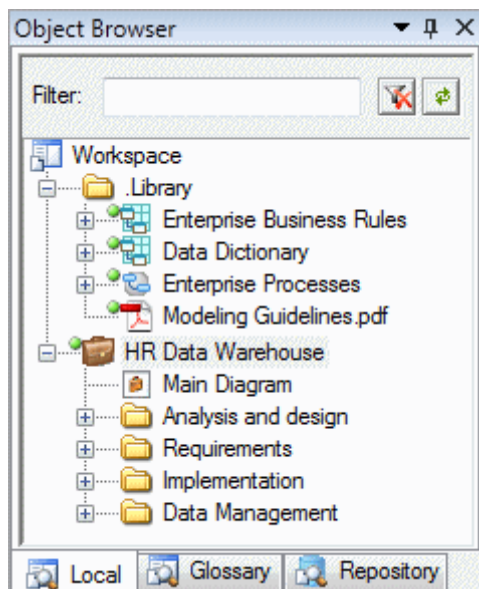 Object Browser
Filter:
Workspace
.Library
Enterprise Business Rules
Data Dictionary
Enterprise Processes
Modeling Guidelines.pdf
HR Data Warehouse
Main Diagram
Analysis and design
Requirements
Implementation
Data Management
Local Glossary Repository